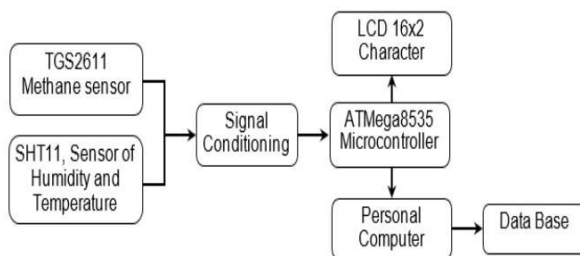 TGS2611
Methane sensor
SHT11, Sensor of
Humidity and
Temperature
Signal
Conditioning
LCD 16x2
Character
ATMega8535
Microcontroller
Personal
Computer
Data Base